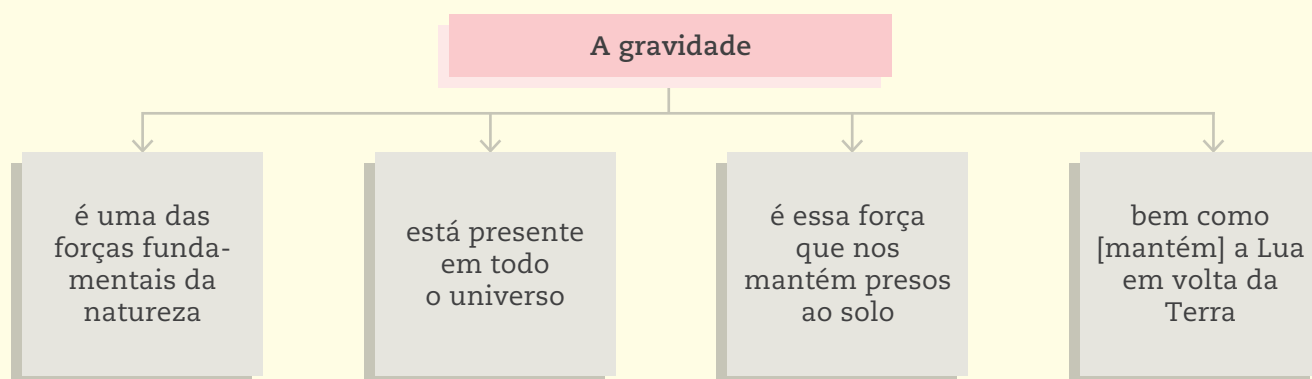 A gravidade
é uma das
forças funda-
mentais da
natureza
está presente
em todo
o universo
é essa força
que nos
mantém presos
ao solo
bem como
[mantém] a Lua
em volta da
Terra